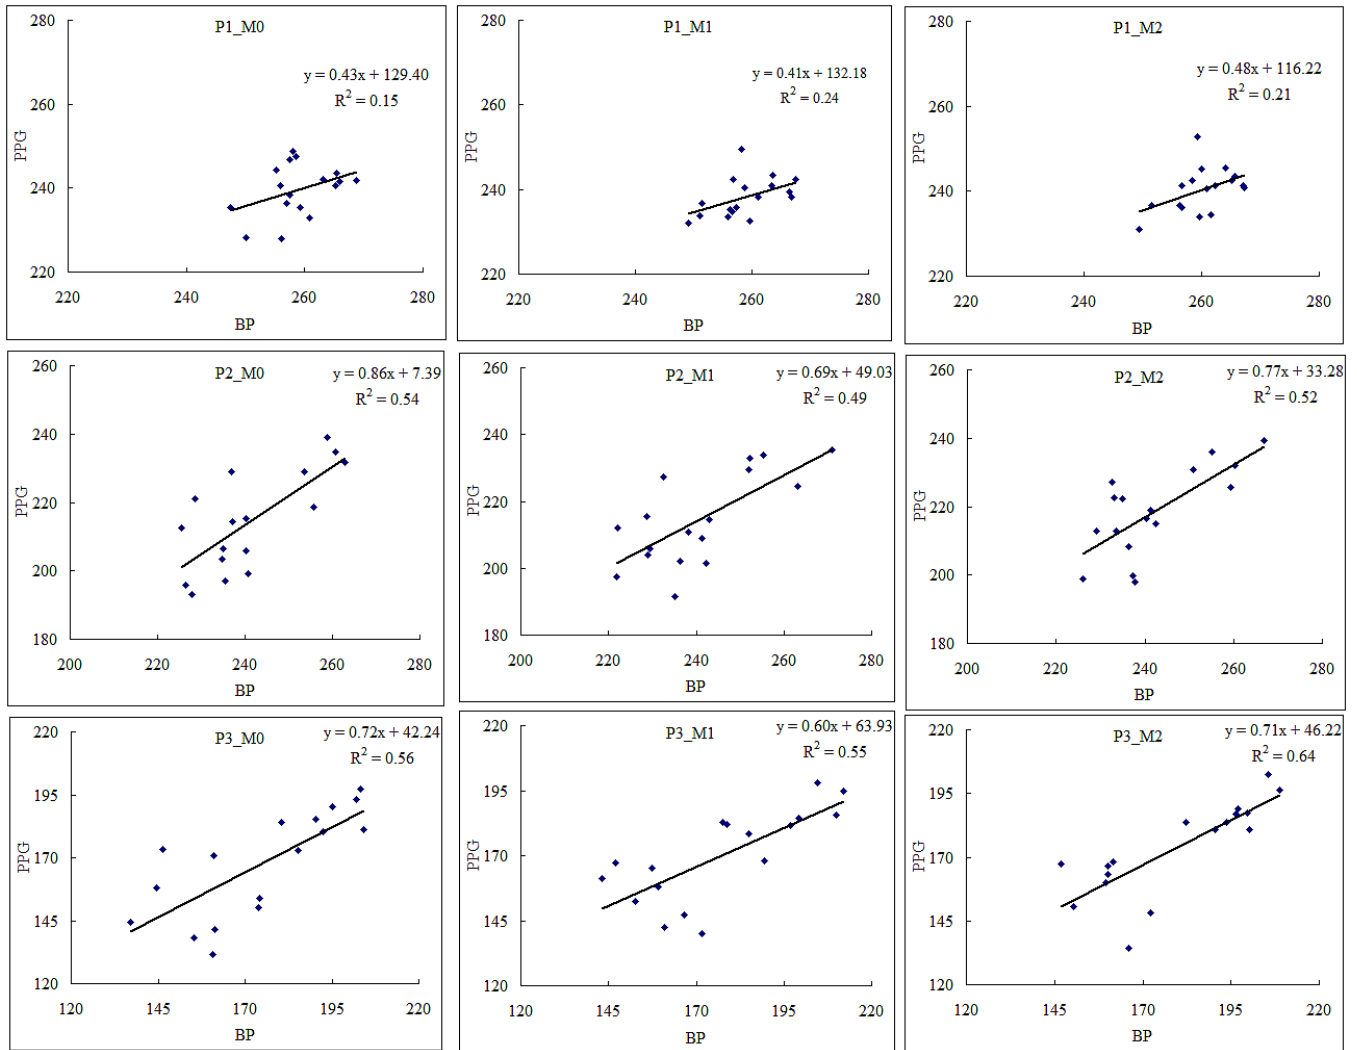 P1_M0
y = 0.43x + 129.40
R² = 0.15
280
260
240
220
PPG
220 240 260 280
BP
P1_M1
y = 0.41x + 132.18
R² = 0.24
280
260
240
220
PPG
220 240 260 280
BP
P1_M2
y = 0.48x + 116.22
R² = 0.21
280
260
240
220
PPG
220 240 260 280
BP
P2_M0
y = 0.86x + 7.39
R² = 0.54
260
240
220
200
180
PPG
200 220 240 260 280
BP
P2_M1
y = 0.69x + 49.03
R² = 0.49
260
240
220
200
180
PPG
200 220 240 260 280
BP
P2_M2
y = 0.77x + 33.28
R² = 0.52
260
240
220
200
180
PPG
200 220 240 260 280
BP
P3_M0
y = 0.72x + 42.24
R² = 0.56
220
195
170
145
120
PPG
120 145 170 195 220
BP
P3_M1
y = 0.60x + 63.93
R² = 0.55
220
195
170
145
120
PPG
120 145 170 195 220
BP
P3_M2
y = 0.71x + 46.22
R² = 0.64
220
195
170
145
120
PPG
120 145 170 195 220
BP